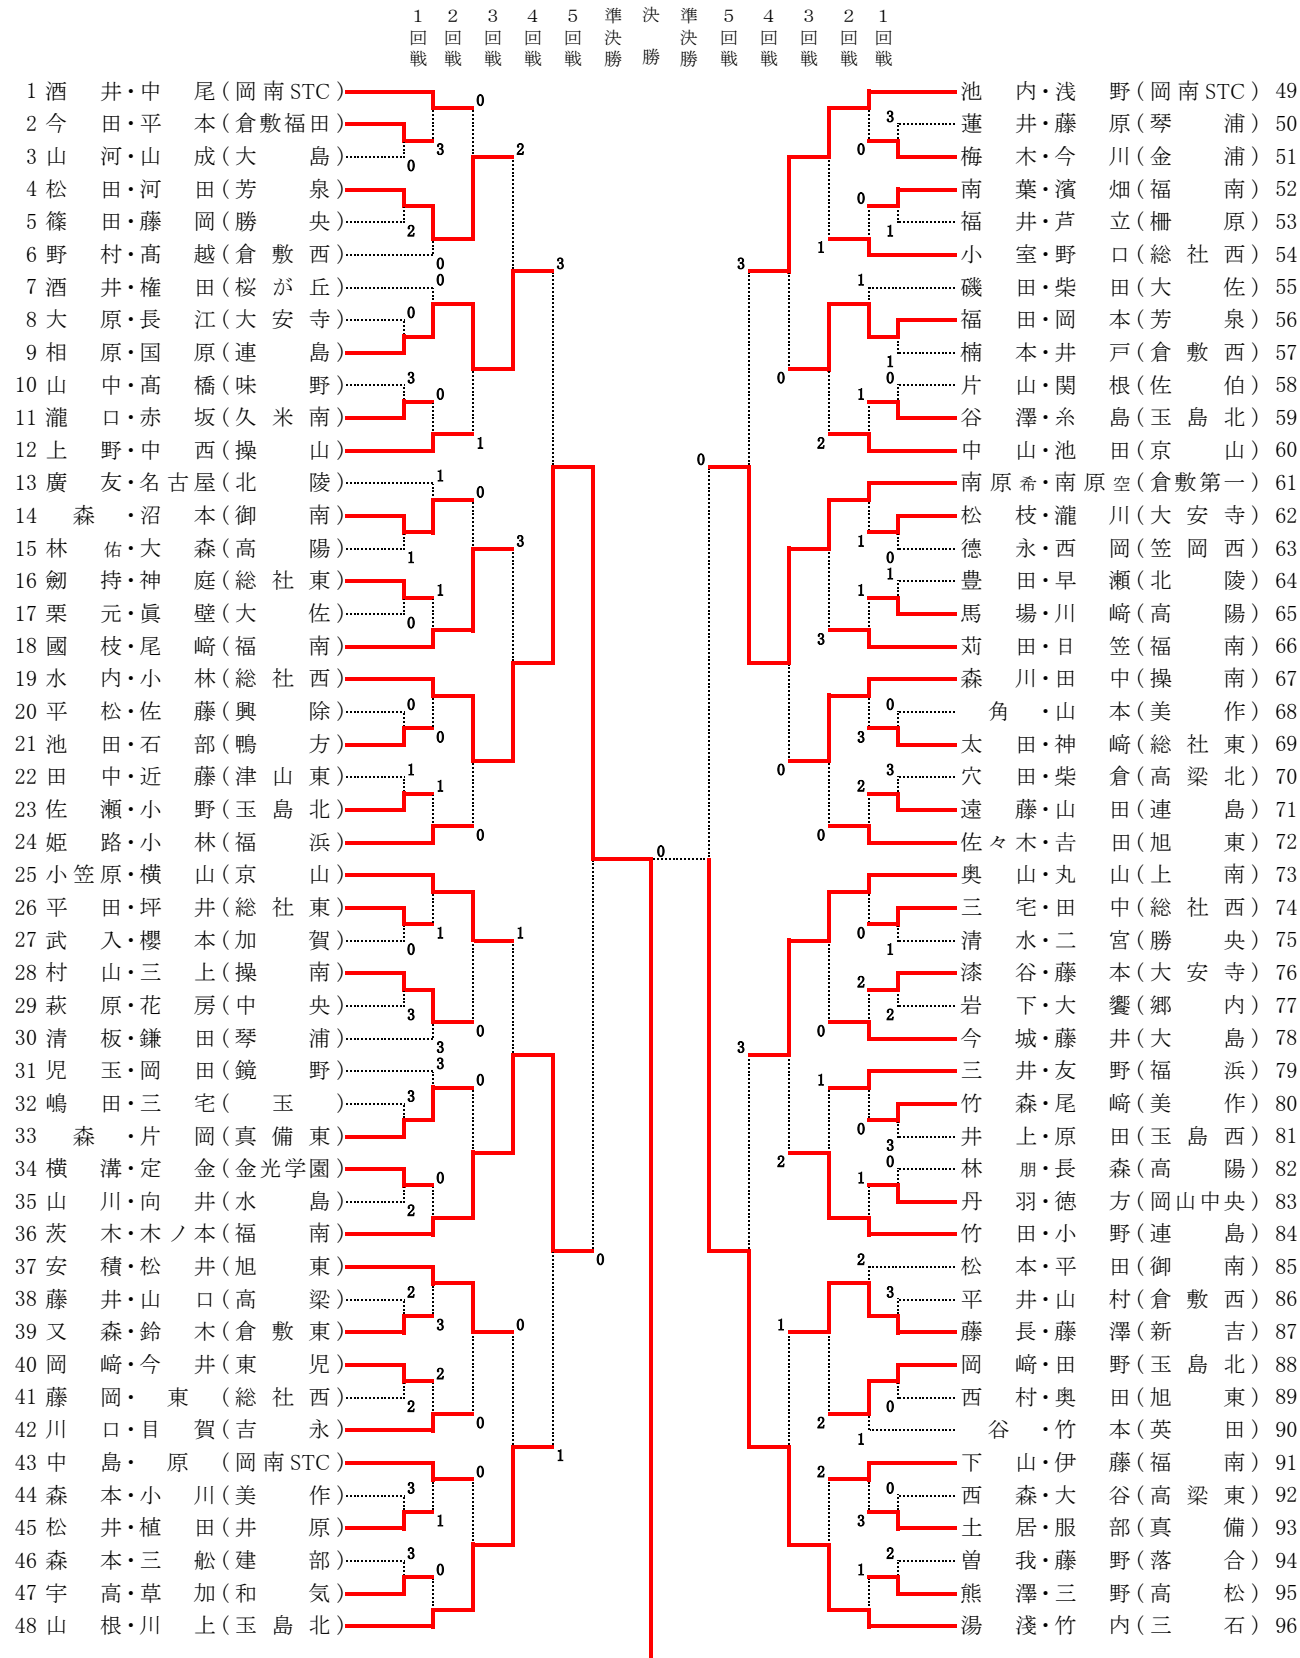 1回戦 2回戦 3回戦 4回戦 5回戦 準決勝 決勝 準決勝 5回戦 4回戦 3回戦 2回戦 1回戦
1 酒井・中尾(岡南STC)
2 今田・平本(倉敷福田)
3 山河・山成(大島)
4 松田・河田(芳泉)
5 篠田・藤岡(勝央)
6 野村・髙越(倉敷西)
7 酒井・権田(桜が丘)
8 大原・長江(大安寺)
9 相原・国原(連島)
10 山中・髙橋(味野)
11 瀧口・赤坂(久米南)
12 上野・中西(操山)
13 廣友・名古屋(北陵)
14 森・沼本(御南)
15 林佑・大森(高陽)
16 劒持・神庭(総社東)
17 栗元・眞壁(大佐)
18 國枝・尾﨑(福南)
19 水内・小林(総社西)
20 平松・佐藤(興除)
21 池田・石部(鴨方)
22 田中・近藤(津山東)
23 佐瀬・小野(玉島北)
24 姫路・小林(福浜)
25 小笠原・横山(京山)
26 平田・坪井(総社東)
27 武入・櫻本(加賀)
28 村山・三上(操南)
29 萩原・花房(中央)
30 清板・鎌田(琴浦)
31 児玉・岡田(鏡野)
32 嶋田・三宅(玉)
33 森・片岡(真備東)
34 横溝・定金(金光学園)
35 山川・向井(水島)
36 茨木・木ノ本(福南)
37 安積・松井(旭東)
38 藤井・山口(高梁)
39 又森・鈴木(倉敷東)
40 岡﨑・今井(東児)
41 藤岡・東(総社西)
42 川口・目賀(吉永)
43 中島・原(岡南STC)
44 森本・小川(美作)
45 松井・植田(井原)
46 森本・三舩(建部)
47 宇高・草加(和気)
48 山根・川上(玉島北)
池内・浅野(岡南STC) 49
蓮井・藤原(琴浦) 50
梅木・今川(金浦) 51
南葉・濱畑(福南) 52
福井・芦立(柵原) 53
小室・野口(総社西) 54
磯田・柴田(大佐) 55
福田・岡本(芳泉) 56
楠本・井戸(倉敷西) 57
片山・関根(佐伯) 58
谷澤・糸島(玉島北) 59
中山・池田(京山) 60
南原希・南原空(倉敷第一) 61
松枝・瀧川(大安寺) 62
德永・西岡(笠岡西) 63
豊田・早瀬(北陵) 64
馬場・川﨑(高陽) 65
苅田・日笠(福南) 66
森川・田中(操南) 67
角・山本(美作) 68
太田・神﨑(総社東) 69
穴田・柴倉(高梁北) 70
遠藤・山田(連島) 71
佐々木・𠮷田(旭東) 72
奥山・丸山(上南) 73
三宅・田中(総社西) 74
清水・二宮(勝央) 75
漆谷・藤本(大安寺) 76
岩下・大饗(郷内) 77
今城・藤井(大島) 78
三井・友野(福浜) 79
竹森・尾﨑(美作) 80
井上・原田(玉島西) 81
林朋・長森(高陽) 82
丹羽・徳方(岡山中央) 83
竹田・小野(連島) 84
松本・平田(御南) 85
平井・山村(倉敷西) 86
藤長・藤澤(新吉) 87
岡﨑・田野(玉島北) 88
西村・奥田(旭東) 89
谷・竹本(英田) 90
下山・伊藤(福南) 91
西森・大谷(高梁東) 92
土居・服部(真備) 93
曽我・藤野(落合) 94
熊澤・三野(高松) 95
湯淺・竹内(三石) 96